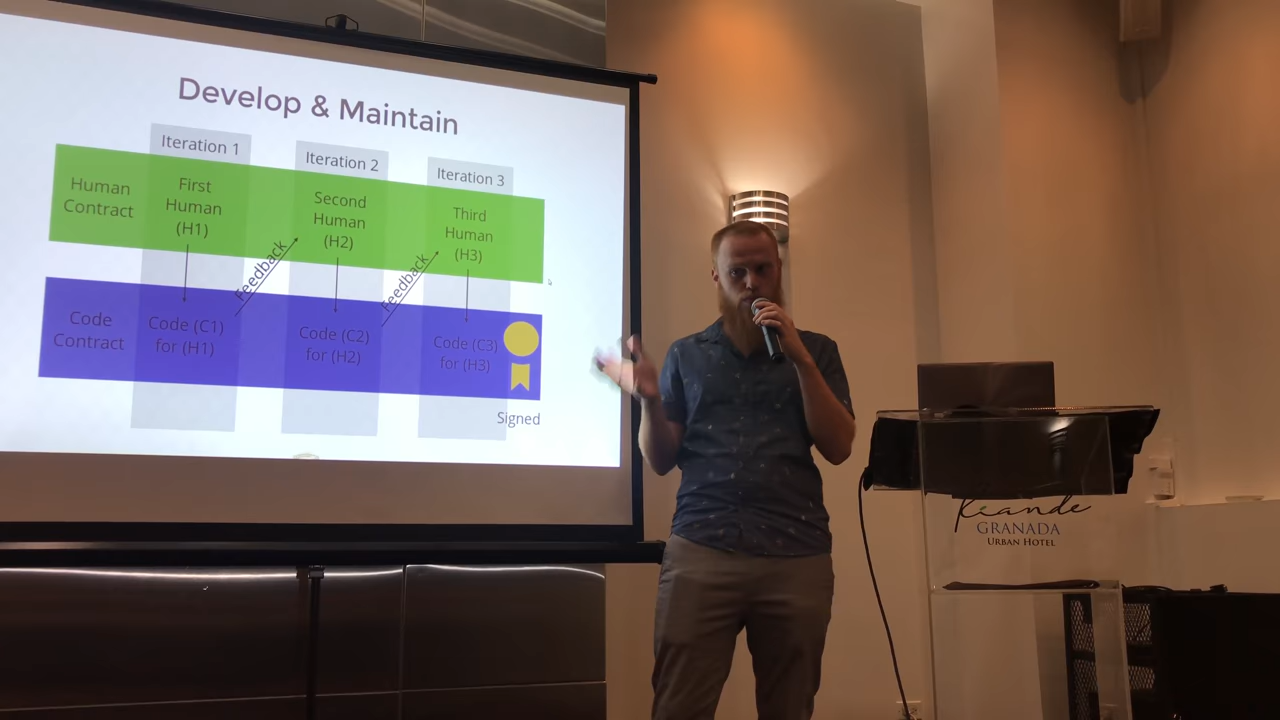 Develop & Maintain
Iteration 1
Iteration 2
Iteration 3
Human
Contract
First
Human
(H1)
Second
Human
(H2)
Third
Human
(H3)
Feedback
Feedback
Code
Contract
Code (C1)
for (H1)
Code (C2)
for (H2)
Code (C3)
for (H3)
Signed
Kiande
GRANADA
URBAN HOTEL